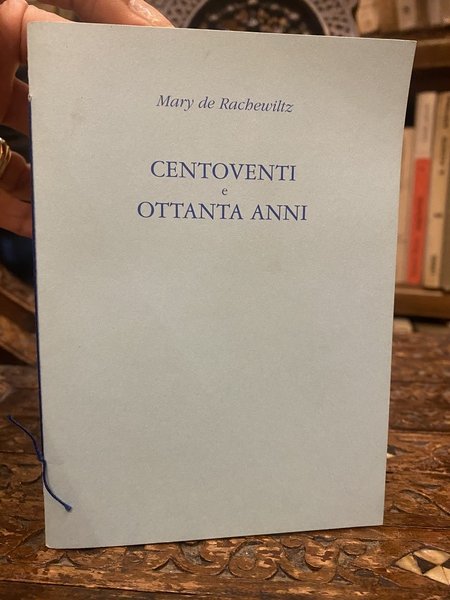 Mary de Rachewiltz
CENTOVENTI
e
OTTANTA ANNI